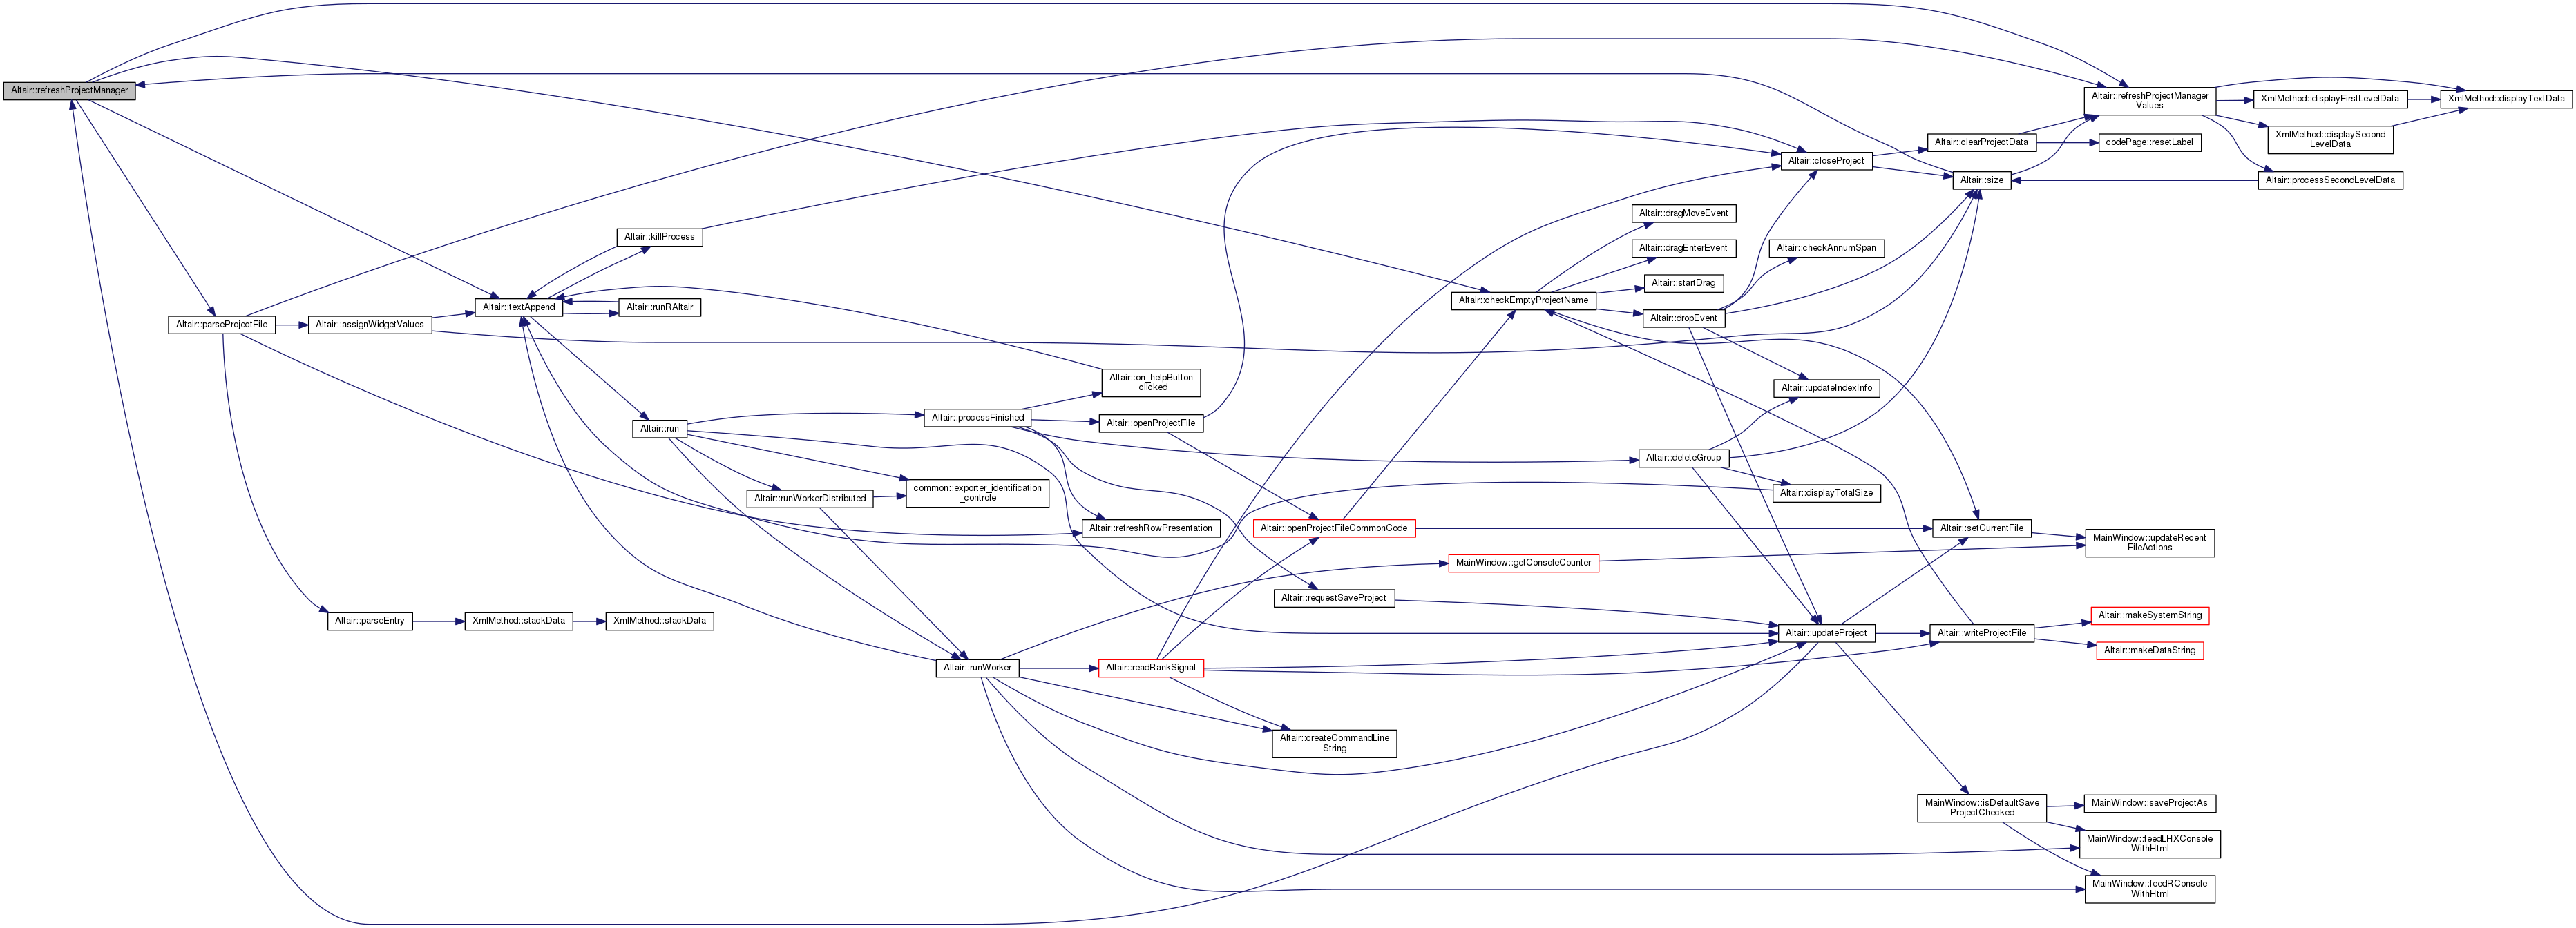 Altair::refreshProjectManager
Altair::parseProjectFile
Altair::assignWidgetValues
Altair::parseEntry
Altair::textAppend
XmlMethod::stackData
Altair::killProcess
Altair::runRAltair
Altair::run
XmlMethod::stackData
Altair::runWorkerDistributed
Altair::processFinished
common::exporter_identification
_controle
Altair::runWorker
Altair::on_helpButton
_clicked
Altair::openProjectFile
Altair::refreshRowPresentation
Altair::readRankSignal
Altair::openProjectFileCommonCode
Altair::requestSaveProject
Altair::createCommandLine
String
Altair::checkEmptyProjectName
MainWindow::getConsoleCounter
Altair::dragMoveEvent
Altair::dragEnterEvent
Altair::startDrag
Altair::dropEvent
Altair::deleteGroup
Altair::closeProject
Altair::checkAnnumSpan
Altair::updateIndexInfo
Altair::displayTotalSize
Altair::updateProject
Altair::clearProjectData
Altair::size
Altair::setCurrentFile
Altair::writeProjectFile
MainWindow::isDefaultSave
ProjectChecked
Altair::refreshProjectManager
Values
codePage::resetLabel
MainWindow::updateRecent
FileActions
Altair::makeSystemString
Altair::makeDataString
MainWindow::saveProjectAs
MainWindow::feedLHXConsole
WithHtml
MainWindow::feedRConsole
WithHtml
XmlMethod::displayFirstLevelData
XmlMethod::displaySecond
LevelData
Altair::processSecondLevelData
XmlMethod::displayTextData